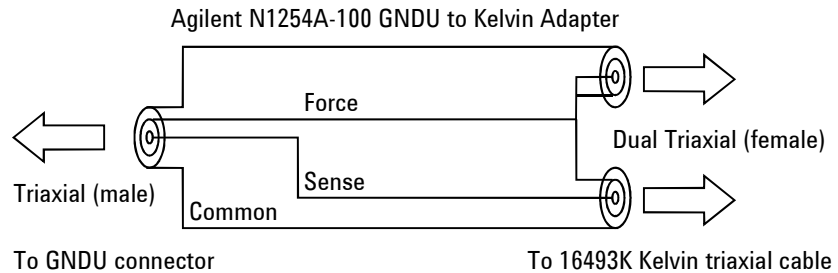 Agilent N1254A-100 GNDU to Kelvin Adapter
Force
Dual Triaxial (female)
Sense
Triaxial (male)
Common
To GNDU connector
To 16493K Kelvin triaxial cable